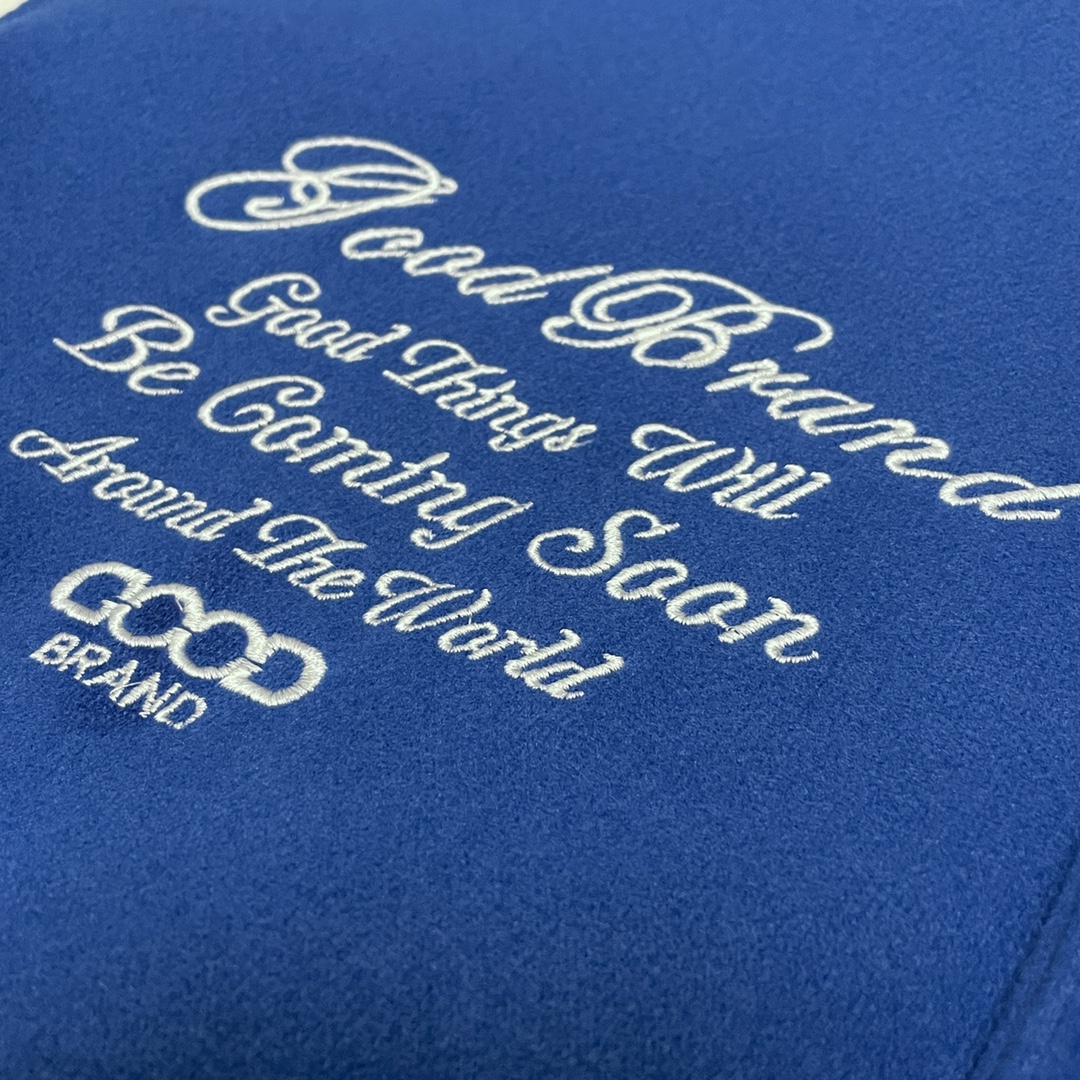 Good Brand
Good Things Will
Be Coming Soon
Around The World
GOOD
BRAND